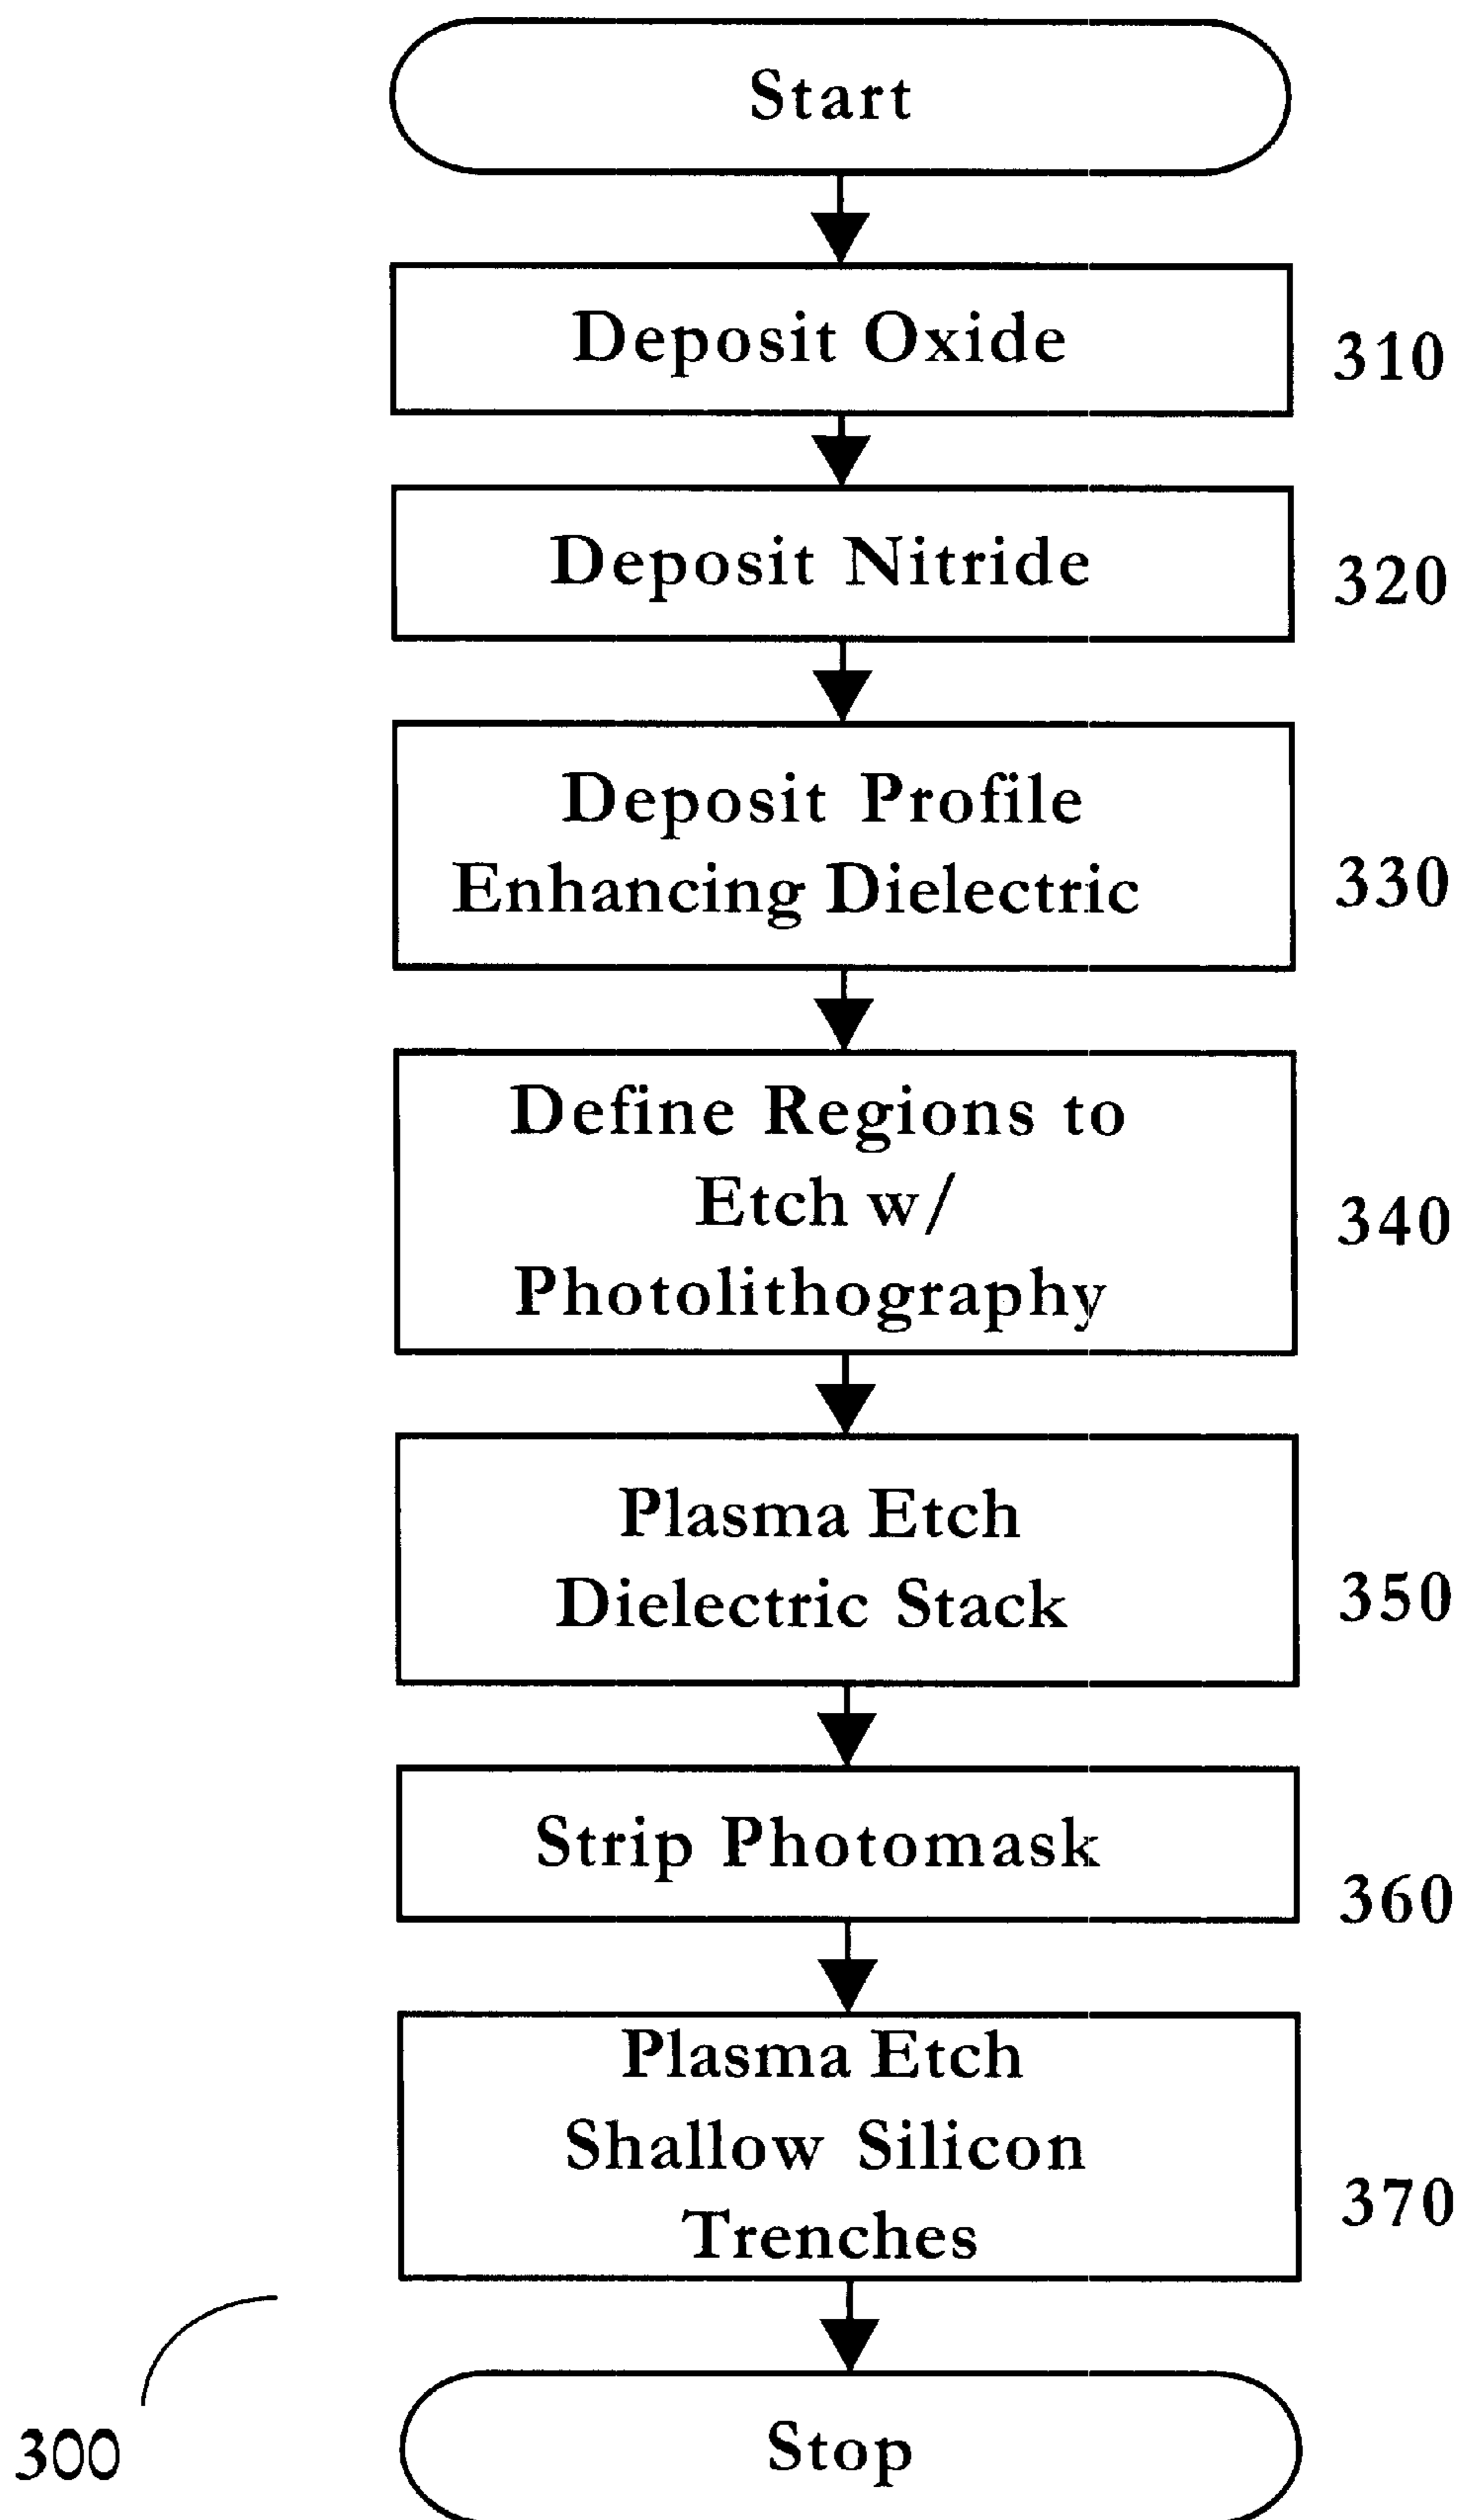 Start
Deposit Oxide
310
Deposit Nitride
320
Deposit Profile
Enhancing Dielectric
330
Define Regions to
Etch w/
Photolithography
340
Plasma Etch
Dielectric Stack
350
Strip Photomask
360
Plasma Etch
Shallow Silicon
Trenches
370
300
Stop